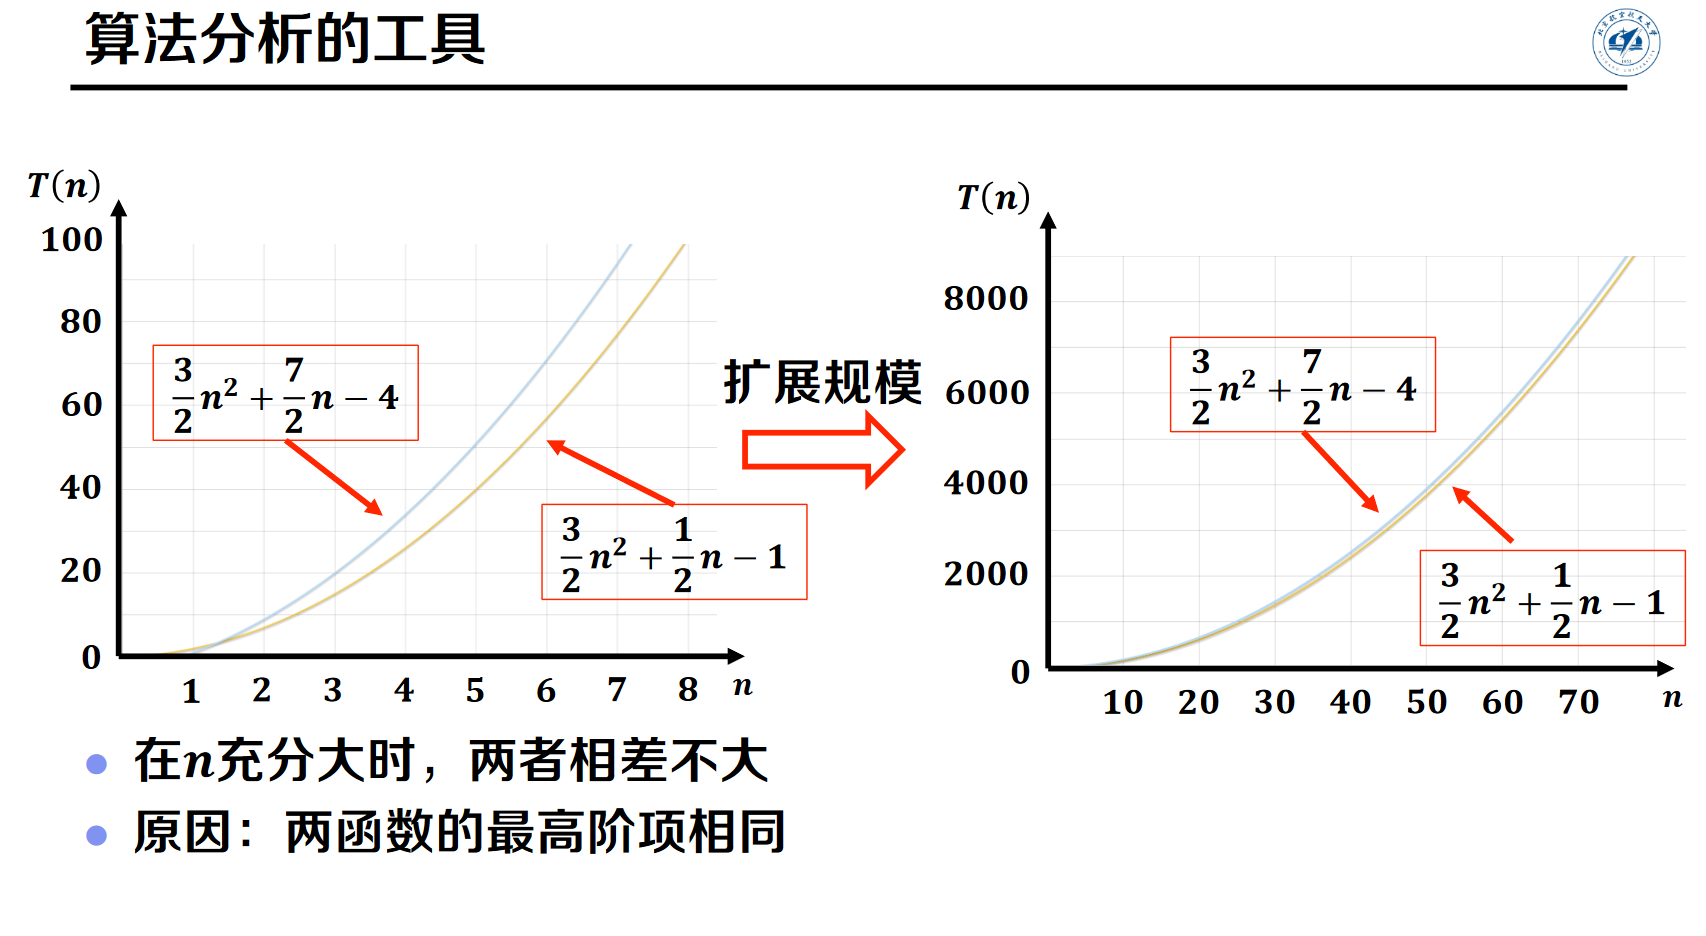 算法分析的工具
T(n)
100
80
60
40
20
0
1 2 3 4 5 6 7 8 n
3/2 n² + 7/2 n − 4
3/2 n² + 1/2 n − 1
扩展规模
T(n)
8000
6000
4000
2000
0
10 20 30 40 50 60 70 n
3/2 n² + 7/2 n − 4
3/2 n² + 1/2 n − 1
在n充分大时，两者相差不大
原因：两函数的最高阶项相同